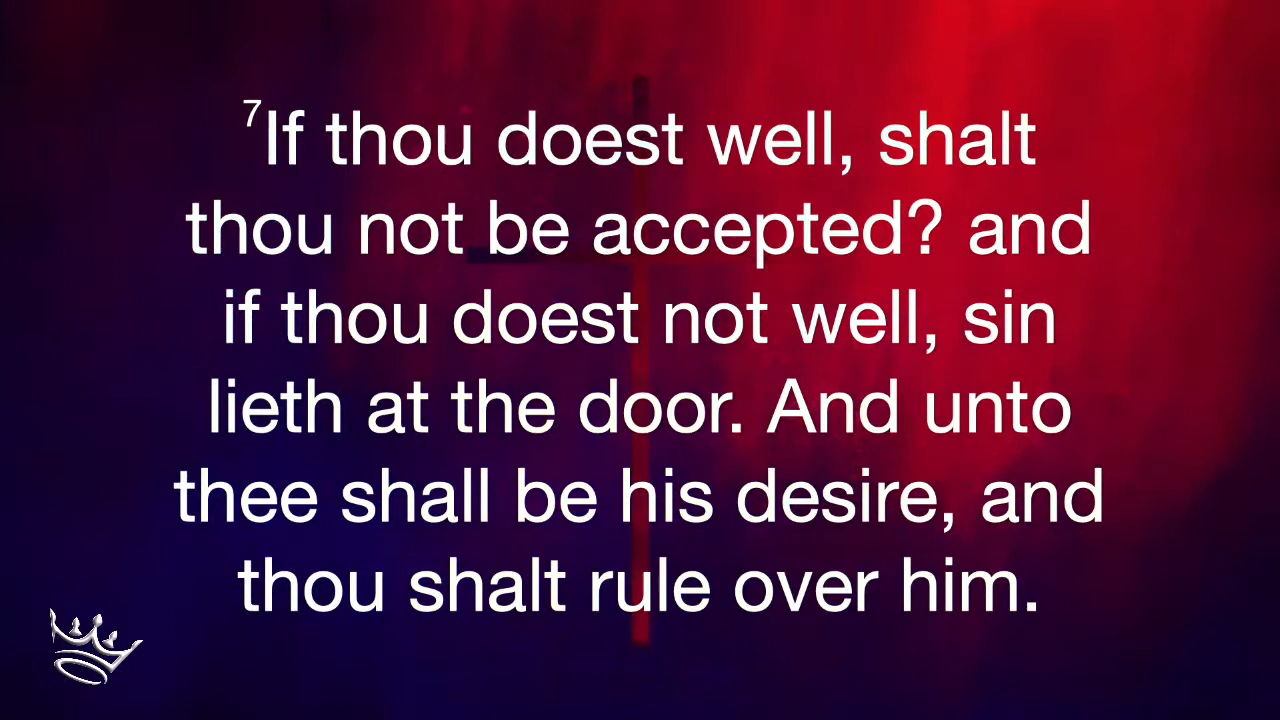 ⁷If thou doest well, shalt
thou not be accepted? and
if thou doest not well, sin
lieth at the door. And unto
thee shall be his desire, and
thou shalt rule over him.